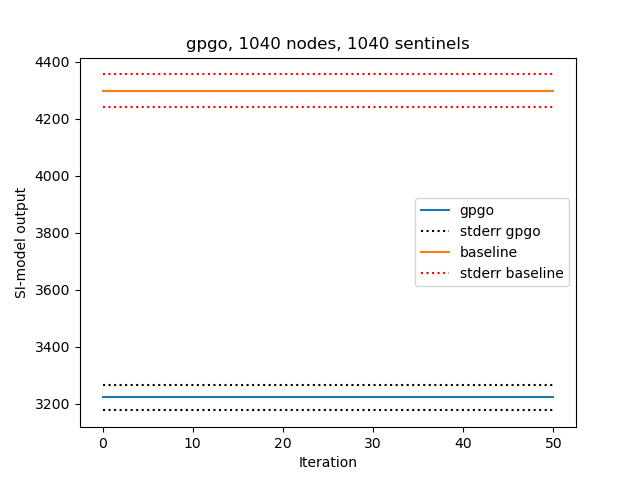 gpgo, 1040 nodes, 1040 sentinels
4400
4200
4000
3800
3600
3400
3200
SI-model output
gpgo
stderr gpgo
baseline
stderr baseline
0 10 20 30 40 50
Iteration